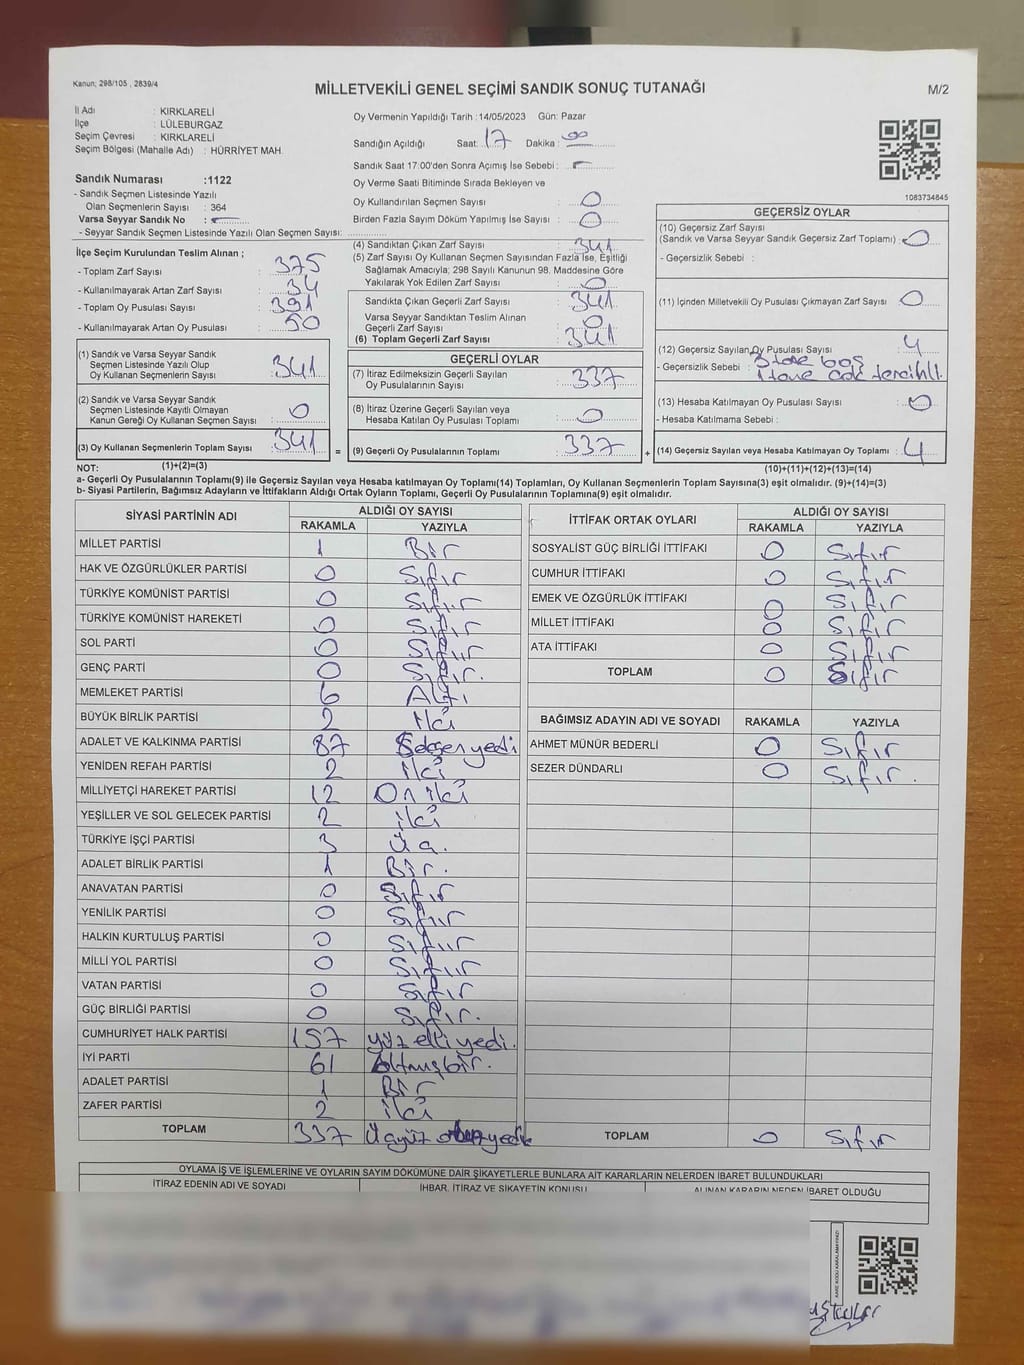 Kanun; 298/105 , 2839/4
MİLLETVEKİLİ GENEL SEÇİMİ SANDIK SONUÇ TUTANAĞI
M/2
İl Adı : KIRKLARELİ
İlçe : LÜLEBURGAZ
Seçim Çevresi : KIRKLARELİ
Seçim Bölgesi (Mahalle Adı) : HÜRRİYET MAH.
Sandık Numarası :1122
- Sandık Seçmen Listesinde Yazılı
Olan Seçmenlerin Sayısı : 364
Varsa Seyyar Sandık No : -
- Seyyar Sandık Seçmen Listesinde Yazılı Olan Seçmen Sayısı:
Oy Vermenin Yapıldığı Tarih :14/05/2023 Gün: Pazar
Sandığın Açıldığı Saat: 17 Dakika: 00
Sandık Saat 17:00'den Sonra Açımış İse Sebebi : -
Oy Verme Saati Bitiminde Sırada Bekleyen ve
Oy Kullandırılan Seçmen Sayısı : 0
Birden Fazla Sayım Döküm Yapılmış İse Sayısı : 0
1063734845
İlçe Seçim Kurulundan Teslim Alınan ;
- Toplam Zarf Sayısı : 375
- Kullanılmayarak Artan Zarf Sayısı : 34
- Toplam Oy Pusulası : 391
- Kullanılmayarak Artan Oy Pusulası : 50
(4) Sandıktan Çıkan Zarf Sayısı : 341
(5) Zarf Sayısı Oy Kullanan Seçmen Sayısından Fazla İse, Eşitliği
Sağlamak Amacıyla; 298 Sayılı Kanunun 98. Maddesine Göre
Yakılarak Yok Edilen Zarf Sayısı : 0
Sandıkta Çıkan Geçerli Zarf Sayısı : 341
Varsa Seyyar Sandıktan Teslim Alınan
Geçerli Zarf Sayısı : 0
(6) Toplam Geçerli Zarf Sayısı : 341
GEÇERSİZ OYLAR
(10) Geçersiz Zarf Sayısı
(Sandık ve Varsa Seyyar Sandık Geçersiz Zarf Toplamı) : 0
- Geçersizlik Sebebi :
(11) İçinden Milletvekili Oy Pusulası Çıkmayan Zarf Sayısı : 0
(12) Geçersiz Sayılan Oy Pusulası Sayısı : 4
- Geçersizlik Sebebi : 3 tane boş
1 tane çok tercihli.
(13) Hesaba Katılmayan Oy Pusulası Sayısı : 0
- Hesaba Katılmama Sebebi :
(1) Sandık ve Varsa Seyyar Sandık
Seçmen Listesinde Yazılı Olup
Oy Kullanan Seçmenlerin Sayısı : 341
(2) Sandık ve Varsa Seyyar Sandık
Seçmen Listesinde Kayıtlı Olmayan
Kanun Gereği Oy Kullanan Seçmen Sayısı : 0
GEÇERLİ OYLAR
(7) İtiraz Edilmeksizin Geçerli Sayılan
Oy Pusulalarının Sayısı : 337
(8) İtiraz Üzerine Geçerli Sayılan veya
Hesaba Katılan Oy Pusulası Toplamı : 0
(3) Oy Kullanan Seçmenlerin Toplam Sayısı : 341 = (9) Geçerli Oy Pusulalarının Toplamı : 337 + (14) Geçersiz Sayılan veya Hesaba Katılmayan Oy Toplamı : 4
NOT: (1)+(2)=(3) (10)+(11)+(12)+(13)=(14)
a- Geçerli Oy Pusulalarının Toplamı(9) ile Geçersiz Sayılan veya Hesaba katılmayan Oy Toplamı(14) Toplamları, Oy Kullanan Seçmenlerin Toplam Sayısına(3) eşit olmalıdır. (9)+(14)=(3)
b- Siyasi Partilerin, Bağımsız Adayların ve İttifakların Aldığı Ortak Oyların Toplamı, Geçerli Oy Pusulalarının Toplamına(9) eşit olmalıdır.
SİYASİ PARTİNİN ADI ALDIĞI OY SAYISI
RAKAMLA YAZIYLA
MİLLET PARTİSİ 1 Bir
HAK VE ÖZGÜRLÜKLER PARTİSİ 0 Sıfır
TÜRKİYE KOMÜNİST PARTİSİ 0 Sıfır
TÜRKİYE KOMÜNİST HAREKETİ 0 Sıfır
SOL PARTİ 0 Sıfır
GENÇ PARTİ 0 Sıfır.
MEMLEKET PARTİSİ 6 Altı
BÜYÜK BİRLİK PARTİSİ 2 iki
ADALET VE KALKINMA PARTİSİ 87 Seksenyedi
YENİDEN REFAH PARTİSİ 2 iki
MİLLİYETÇİ HAREKET PARTİSİ 12 On iki
YEŞİLLER VE SOL GELECEK PARTİSİ 2 iki
TÜRKİYE İŞÇİ PARTİSİ 3 Üç.
ADALET BİRLİK PARTİSİ 1 Bir.
ANAVATAN PARTİSİ 0 Sıfır
YENİLİK PARTİSİ 0 Sıfır
HALKIN KURTULUŞ PARTİSİ 0 Sıfır
MİLLİ YOL PARTİSİ 0 Sıfır
VATAN PARTİSİ 0 Sıfır
GÜÇ BİRLİĞİ PARTİSİ 0 Sıfır.
CUMHURİYET HALK PARTİSİ 157 yüz elli yedi.
İYİ PARTİ 61 Altmışbir.
ADALET PARTİSİ 1 Bir
ZAFER PARTİSİ 2 iki
TOPLAM 337 Üçyüz otuzyedi
İTTİFAK ORTAK OYLARI ALDIĞI OY SAYISI
RAKAMLA YAZIYLA
SOSYALİST GÜÇ BİRLİĞİ İTTİFAKI 0 Sıfır
CUMHUR İTTİFAKI 0 Sıfır
EMEK VE ÖZGÜRLÜK İTTİFAKI 0 Sıfır
MİLLET İTTİFAKI 0 Sıfır
ATA İTTİFAKI 0 Sıfır
TOPLAM 0 Sıfır
BAĞIMSIZ ADAYIN ADI VE SOYADI RAKAMLA YAZIYLA
AHMET MÜNÜR BEDERLİ 0 Sıfır
SEZER DÜNDARLI 0 Sıfır.
TOPLAM 0 Sıfır
OYLAMA İŞ VE İŞLEMLERİNE VE OYLARIN SAYIM DÖKÜMÜNE DAİR ŞİKAYETLERLE BUNLARA AİT KARARLARIN NELERDEN İBARET BULUNDUKLARI
İTİRAZ EDENİN ADI VE SOYADI İHBAR, İTİRAZ VE ŞİKAYETİN KONUSU ALINAN KARARIN NEDEN İBARET OLDUĞU